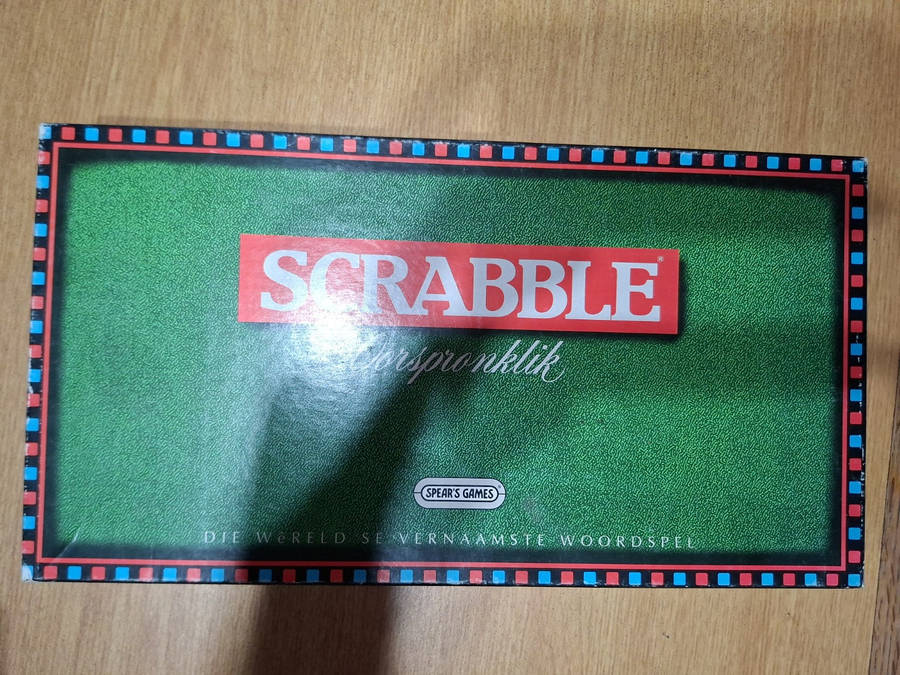 SCRABBLE®
Oorspronklik
SPEAR'S GAMES®
DIE WêRELD SE VERNAAMSTE WOORDSPEL